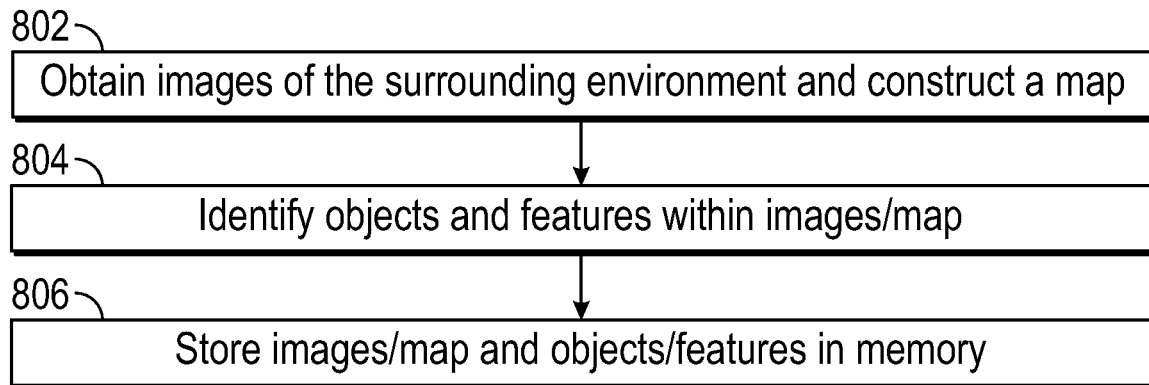 802
Obtain images of the surrounding environment and construct a map
804
Identify objects and features within images/map
806
Store images/map and objects/features in memory